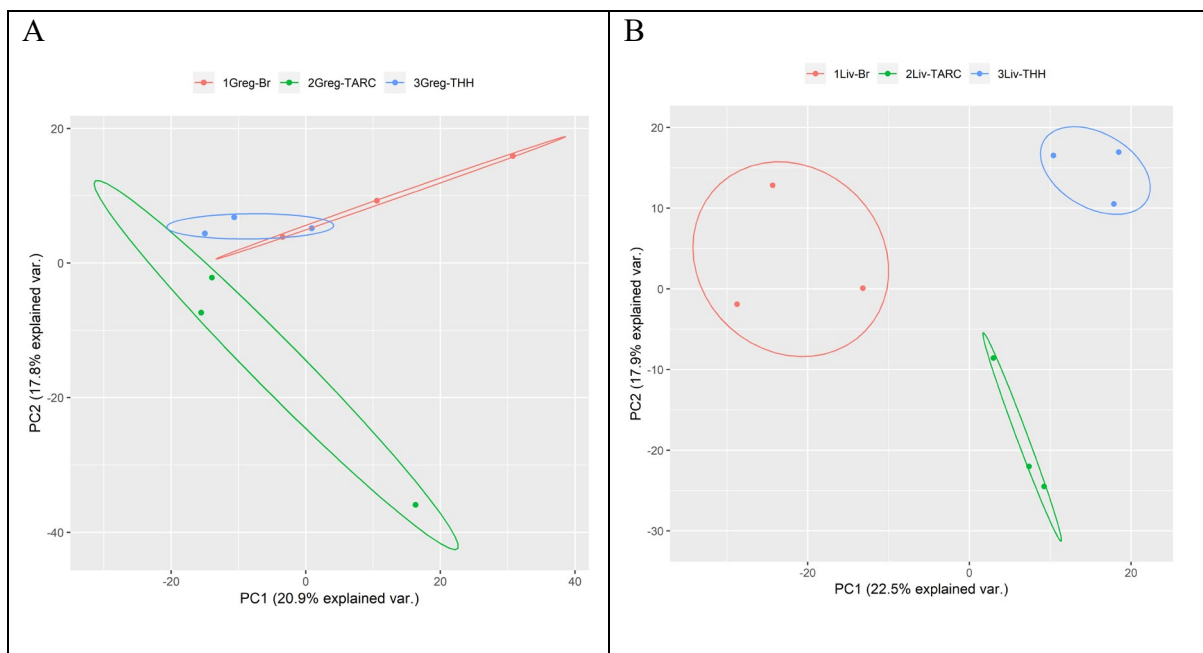 A
1Greg-Br 2Greg-TARC 3Greg-THH
20
0
-20
-40
PC2 (17.8% explained var.)
-20 0 20 40
PC1 (20.9% explained var.)
B
1Liv-Br 2Liv-TARC 3Liv-THH
20
10
0
-10
-20
-30
PC2 (17.9% explained var.)
-20 0 20
PC1 (22.5% explained var.)